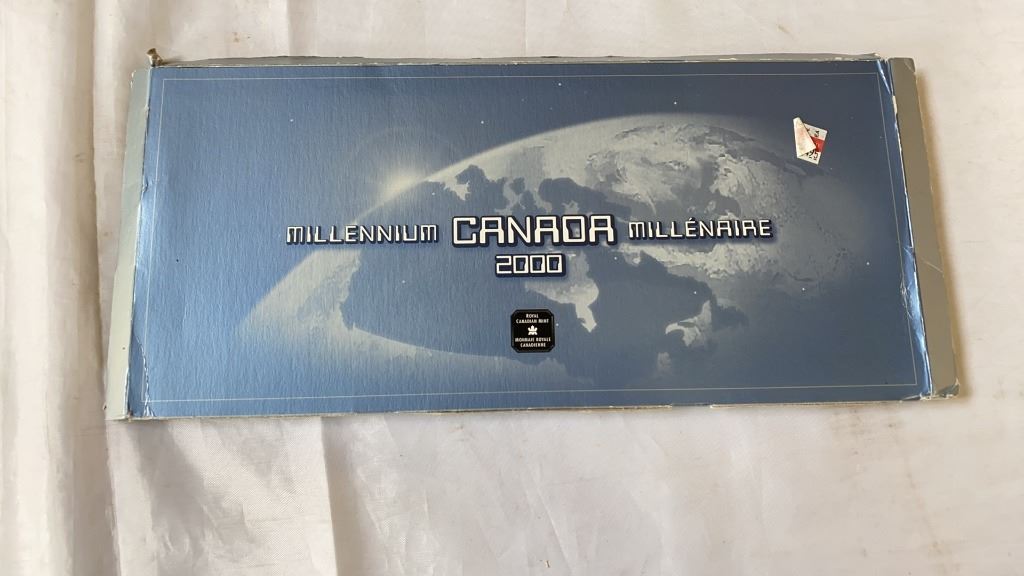 MILLENNIUM CANADA MILLÉNAIRE
2000
ROYAL
CANADIAN MINT
MONNAIE ROYALE
CANADIENNE